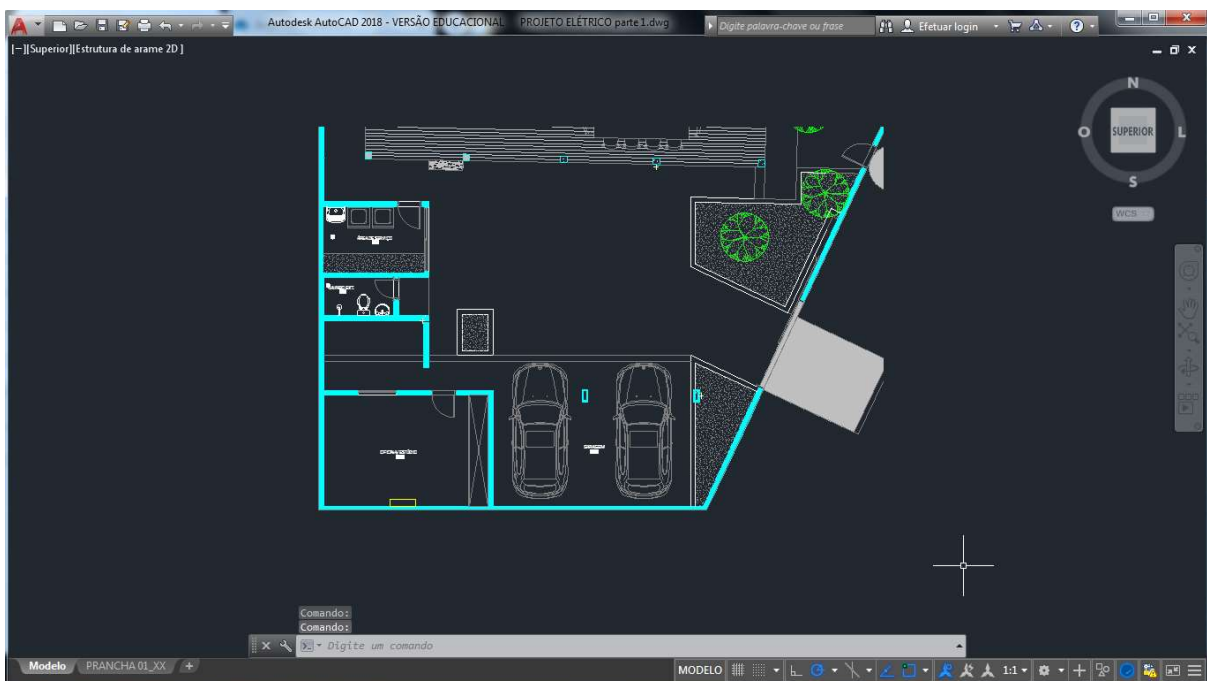 Autodesk AutoCAD 2018 - VERSÃO EDUCACIONAL PROJETO ELÉTRICO parte 1.dwg
Digite palavra-chave ou frase
Efetuar login
[−][Superior][Estrutura de arame 2D ]
N
O SUPERIOR L
S
WCS
Comando:
Comando:
Digite um comando
Modelo PRANCHA 01_XX +
MODELO 1:1